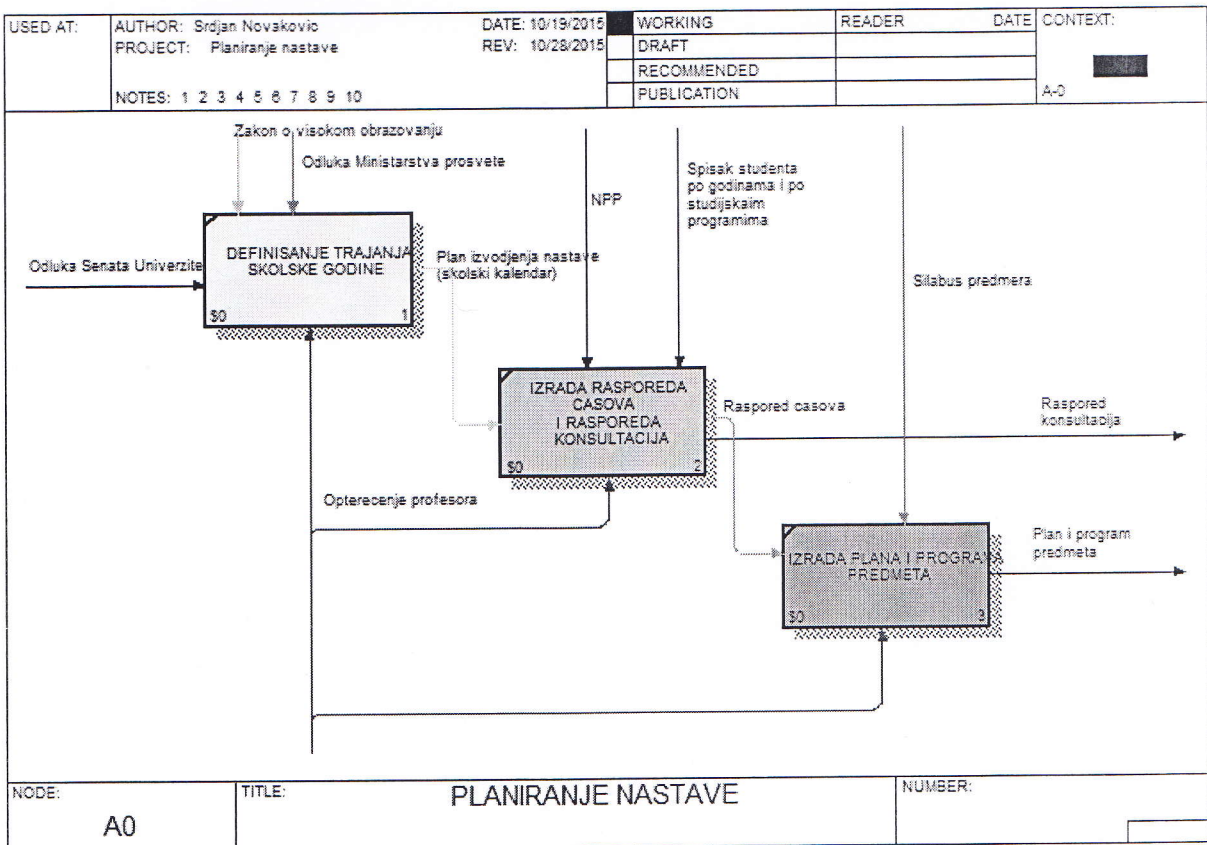 USED AT:
AUTHOR: Srdjan Novakovic
DATE: 10/19/2015
PROJECT: Planiranje nastave
REV: 10/28/2015
NOTES: 1 2 3 4 5 6 7 8 9 10
WORKING
DRAFT
RECOMMENDED
PUBLICATION
READER DATE
CONTEXT:
A-0
Zakon o visokom obrazovanju
Odluka Ministarstva prosvete
NPP
Spisak studenta
po godinama i po
studijskaim
programima
Odluka Senata Univerzite
DEFINISANJE TRAJANJA
SKOLSKE GODINE
$0 1
Plan izvodjenja nastave
(skolski kalendar)
Silabus predmera
IZRADA RASPOREDA
CASOVA
I RASPOREDA
KONSULTACIJA
$0 2
Raspored casova
Raspored
konsultacija
Opterecenje profesora
IZRADA PLANA I PROGRAMA
PREDMETA
$0 3
Plan i program
predmeta
NODE:
A0
TITLE:
PLANIRANJE NASTAVE
NUMBER: